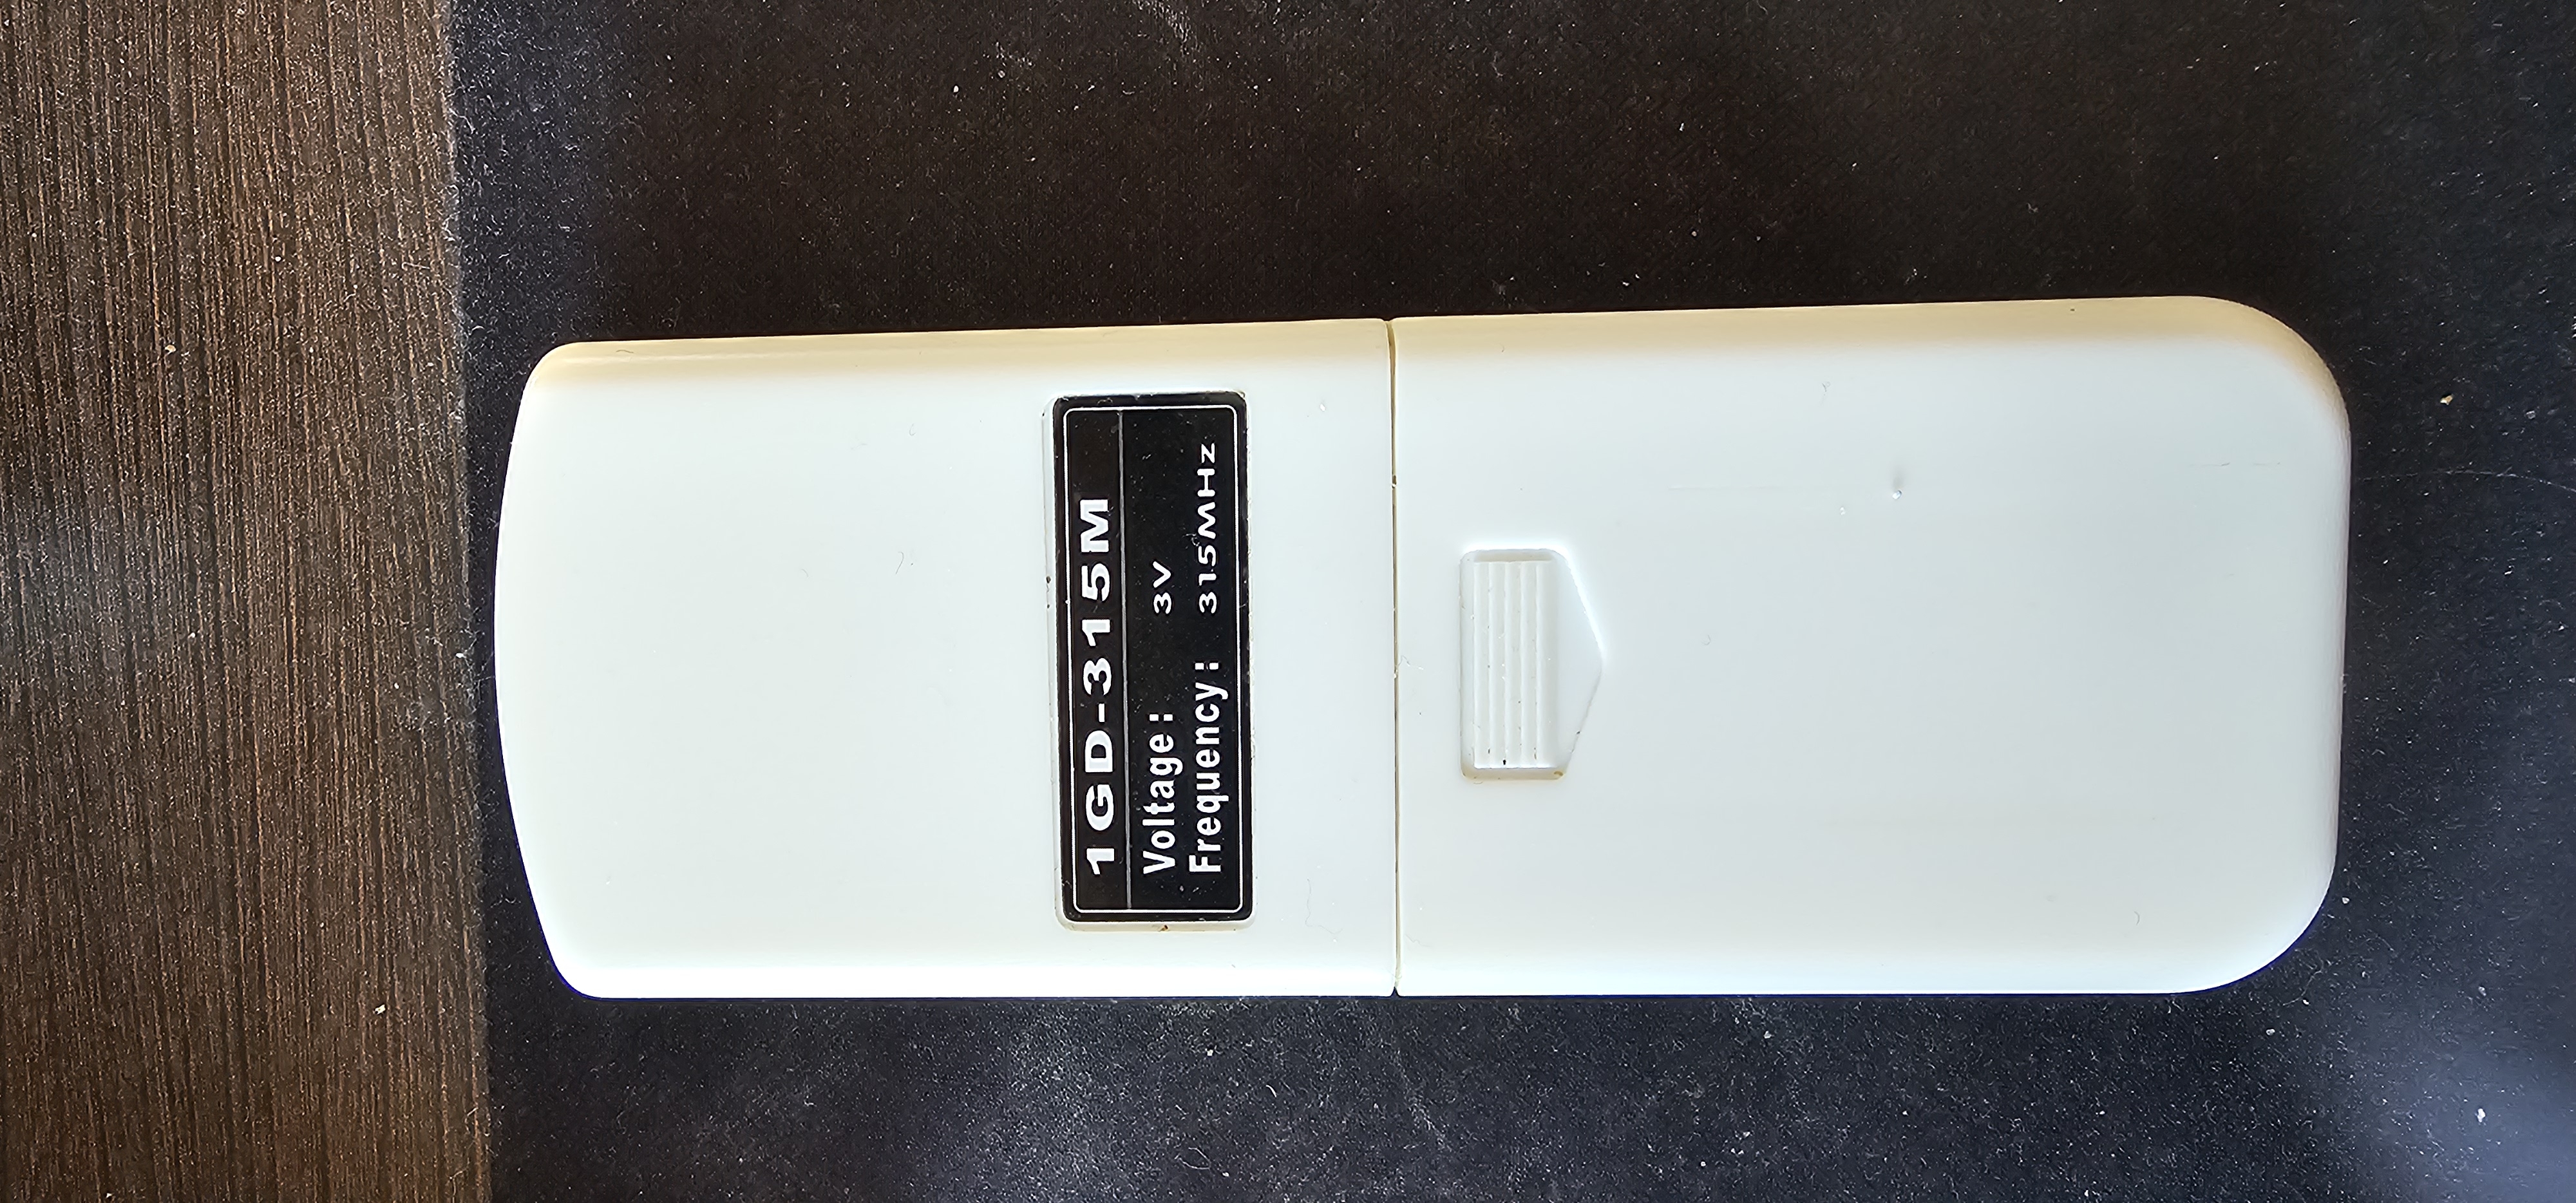 1GD-315M
Voltage: 3V
Frequency: 315MHz